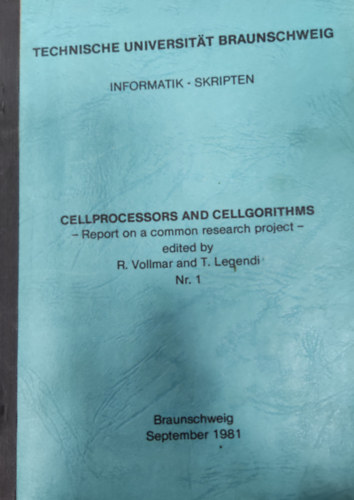 TECHNISCHE UNIVERSITÄT BRAUNSCHWEIG
INFORMATIK - SKRIPTEN
CELLPROCESSORS AND CELLGORITHMS
– Report on a common research project –
edited by
R. Vollmar and T. Legendi
Nr. 1
Braunschweig
September 1981